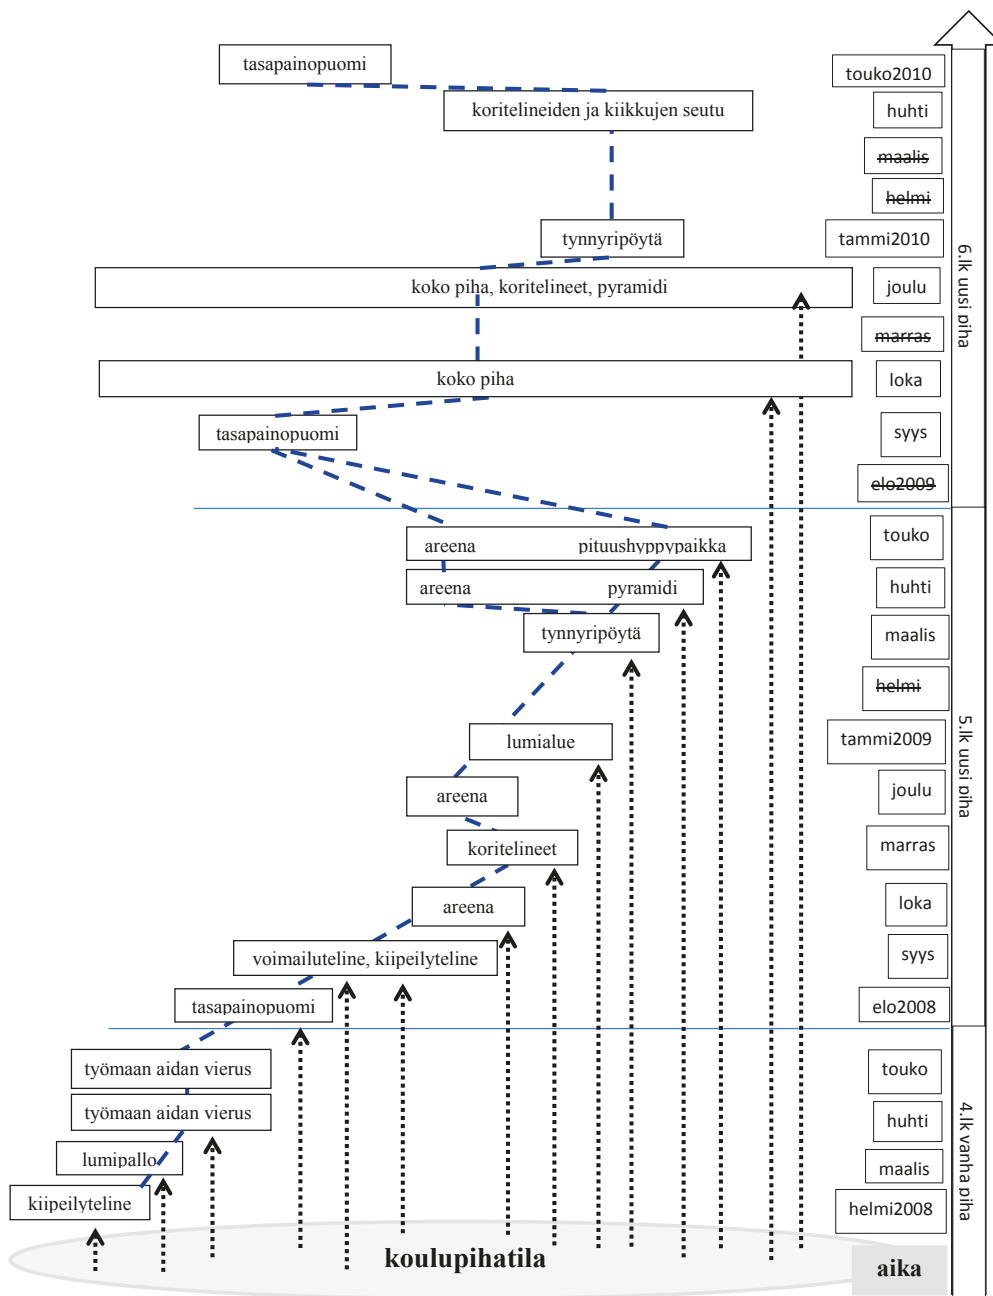 tasapainopuomi
touko2010
koritelineiden ja kiikkujen seutu
huhti
maalis
helmi
tynnyripöytä
tammi2010
koko piha, koritelineet, pyramidi
joulu
marras
koko piha
loka
tasapainopuomi
syys
elo2009
6.lk uusi piha
areena pituushyppypaikka
touko
areena pyramidi
huhti
tynnyripöytä
maalis
helmi
lumialue
tammi2009
areena
joulu
koritelineet
marras
areena
loka
voimailuteline, kiipeilyteline
syys
tasapainopuomi
elo2008
5.lk uusi piha
työmaan aidan vierus
touko
työmaan aidan vierus
huhti
lumipallo
maalis
kiipeilyteline
helmi2008
4.lk vanha piha
koulupihatila
aika